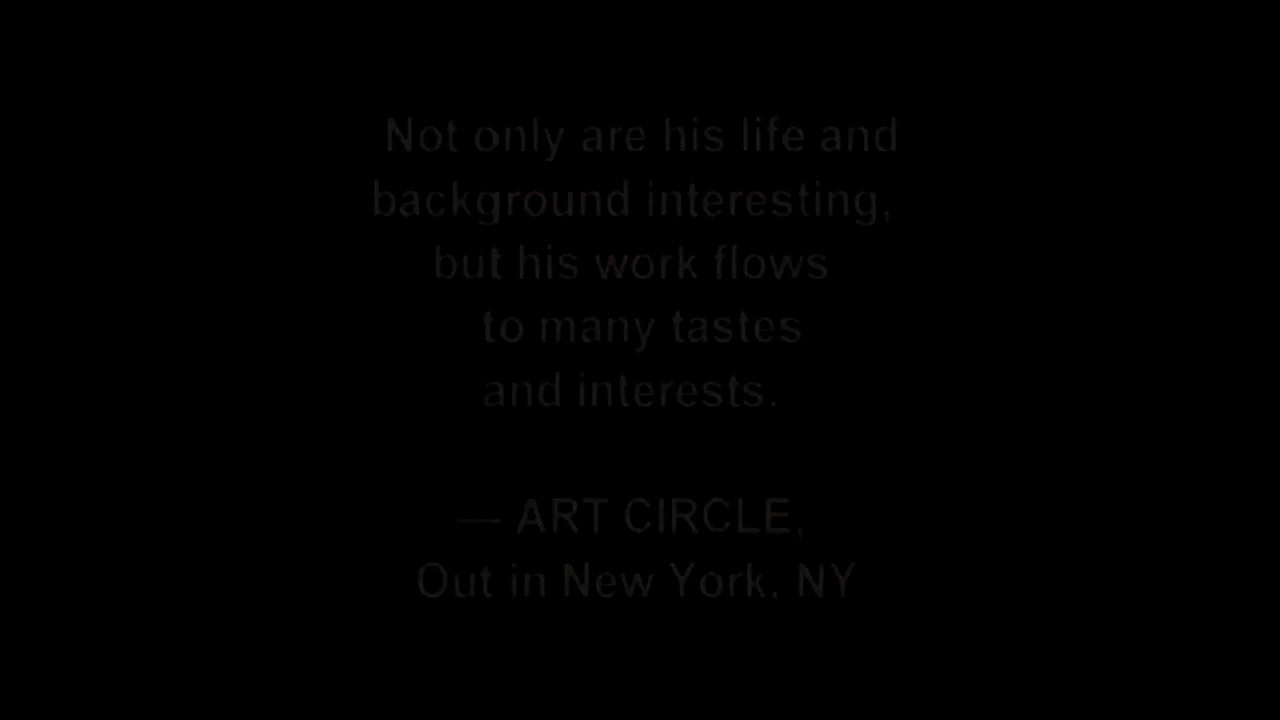 Not only are his life and
background interesting,
but his work flows
to many tastes
and interests.
— ART CIRCLE,
Out in New York, NY